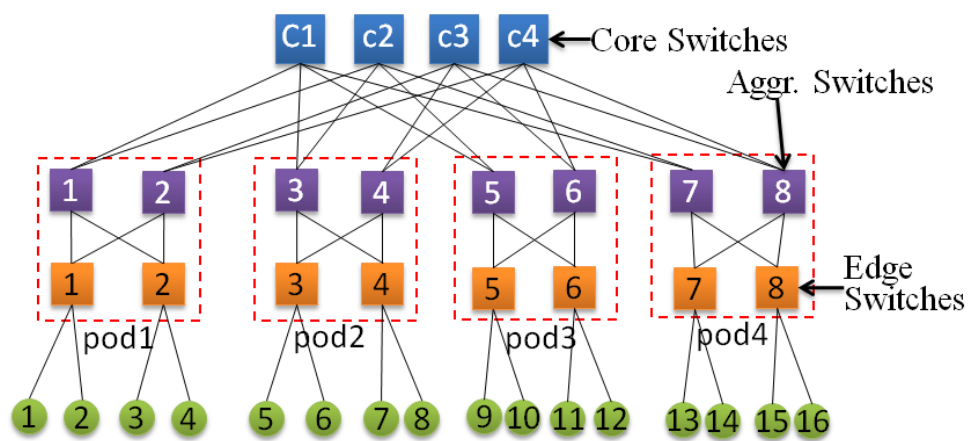 C1 c2 c3 c4 Core Switches
Aggr. Switches
1 2 3 4 5 6 7 8
1 2 3 4 5 6 7 8 Edge
Switches
pod1 pod2 pod3 pod4
1 2 3 4 5 6 7 8 9 10 11 12 13 14 15 16